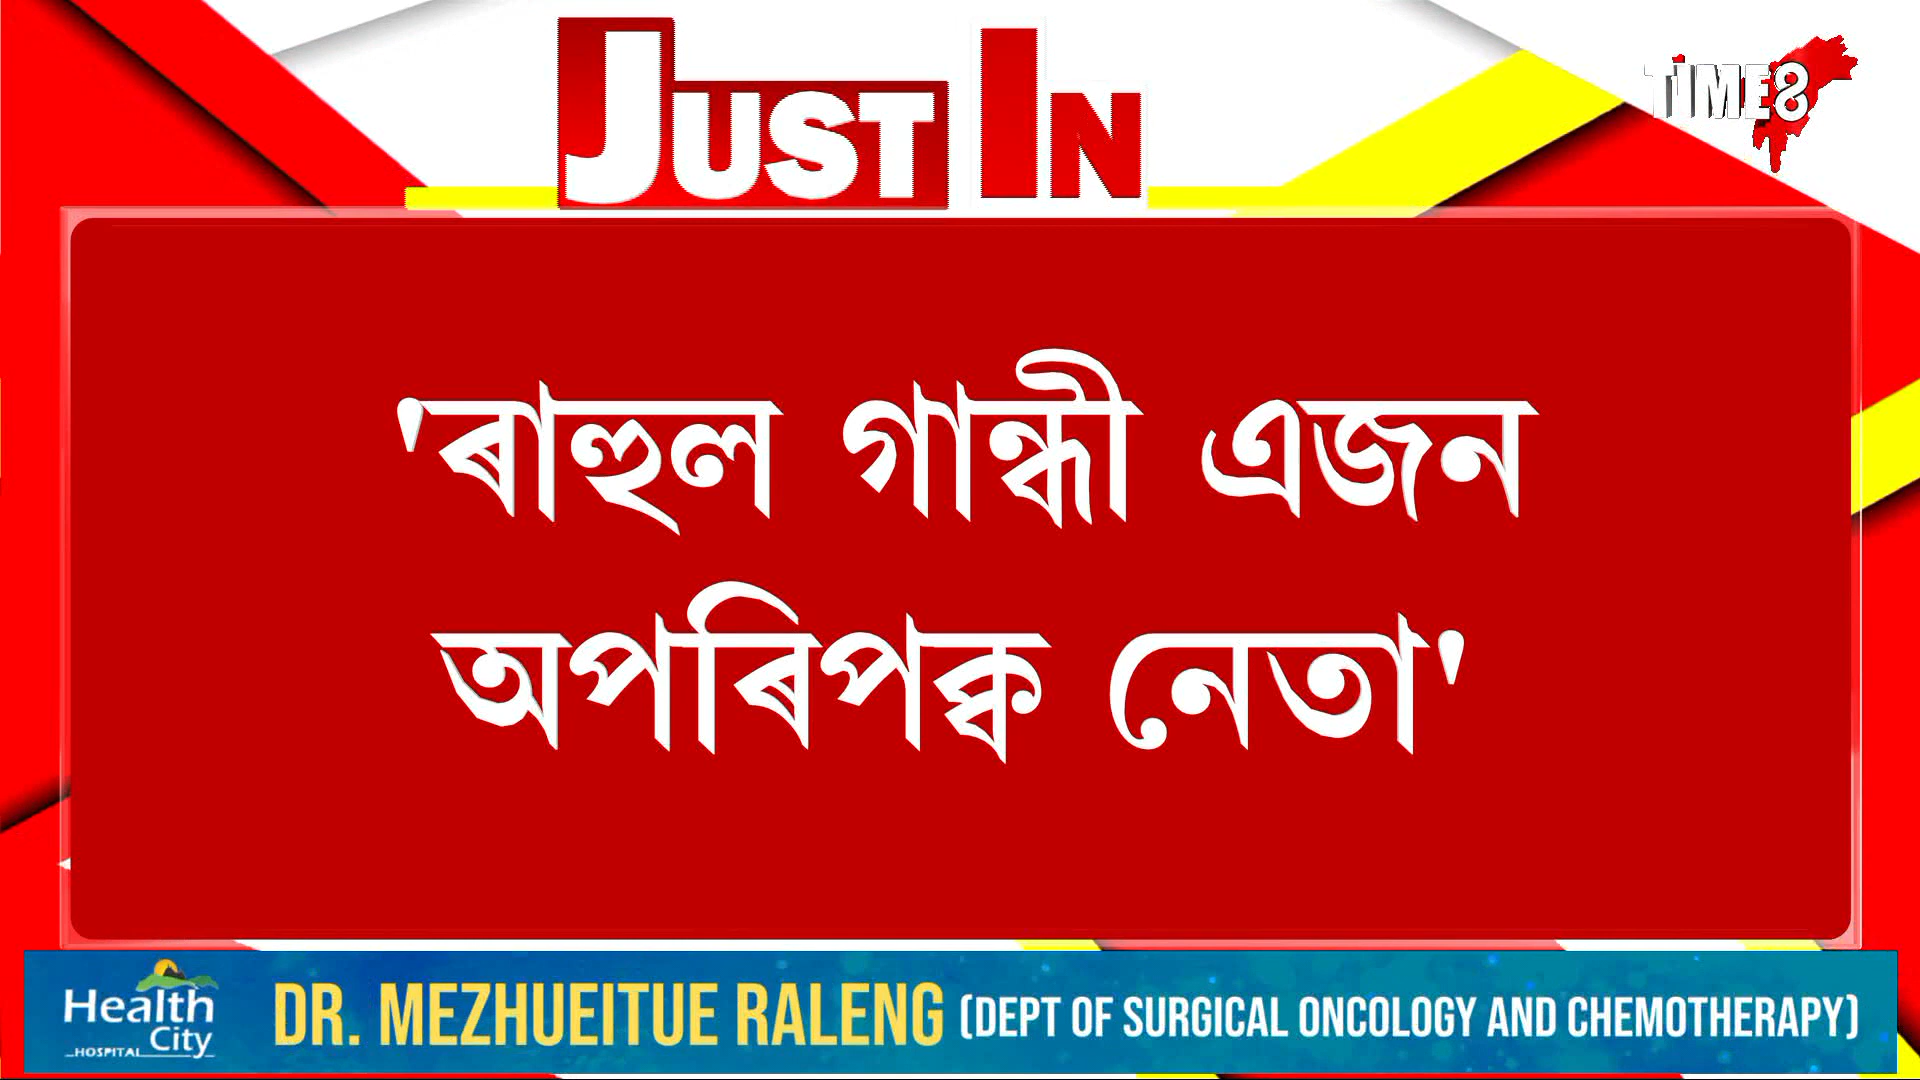 JUST IN
TIME8
'ৰাহুল গান্ধী এজন
অপৰিপক্ব নেতা'
Health
City
HOSPITAL
DR. MEZHUEITUE RALENG (DEPT OF SURGICAL ONCOLOGY AND CHEMOTHERAPY)